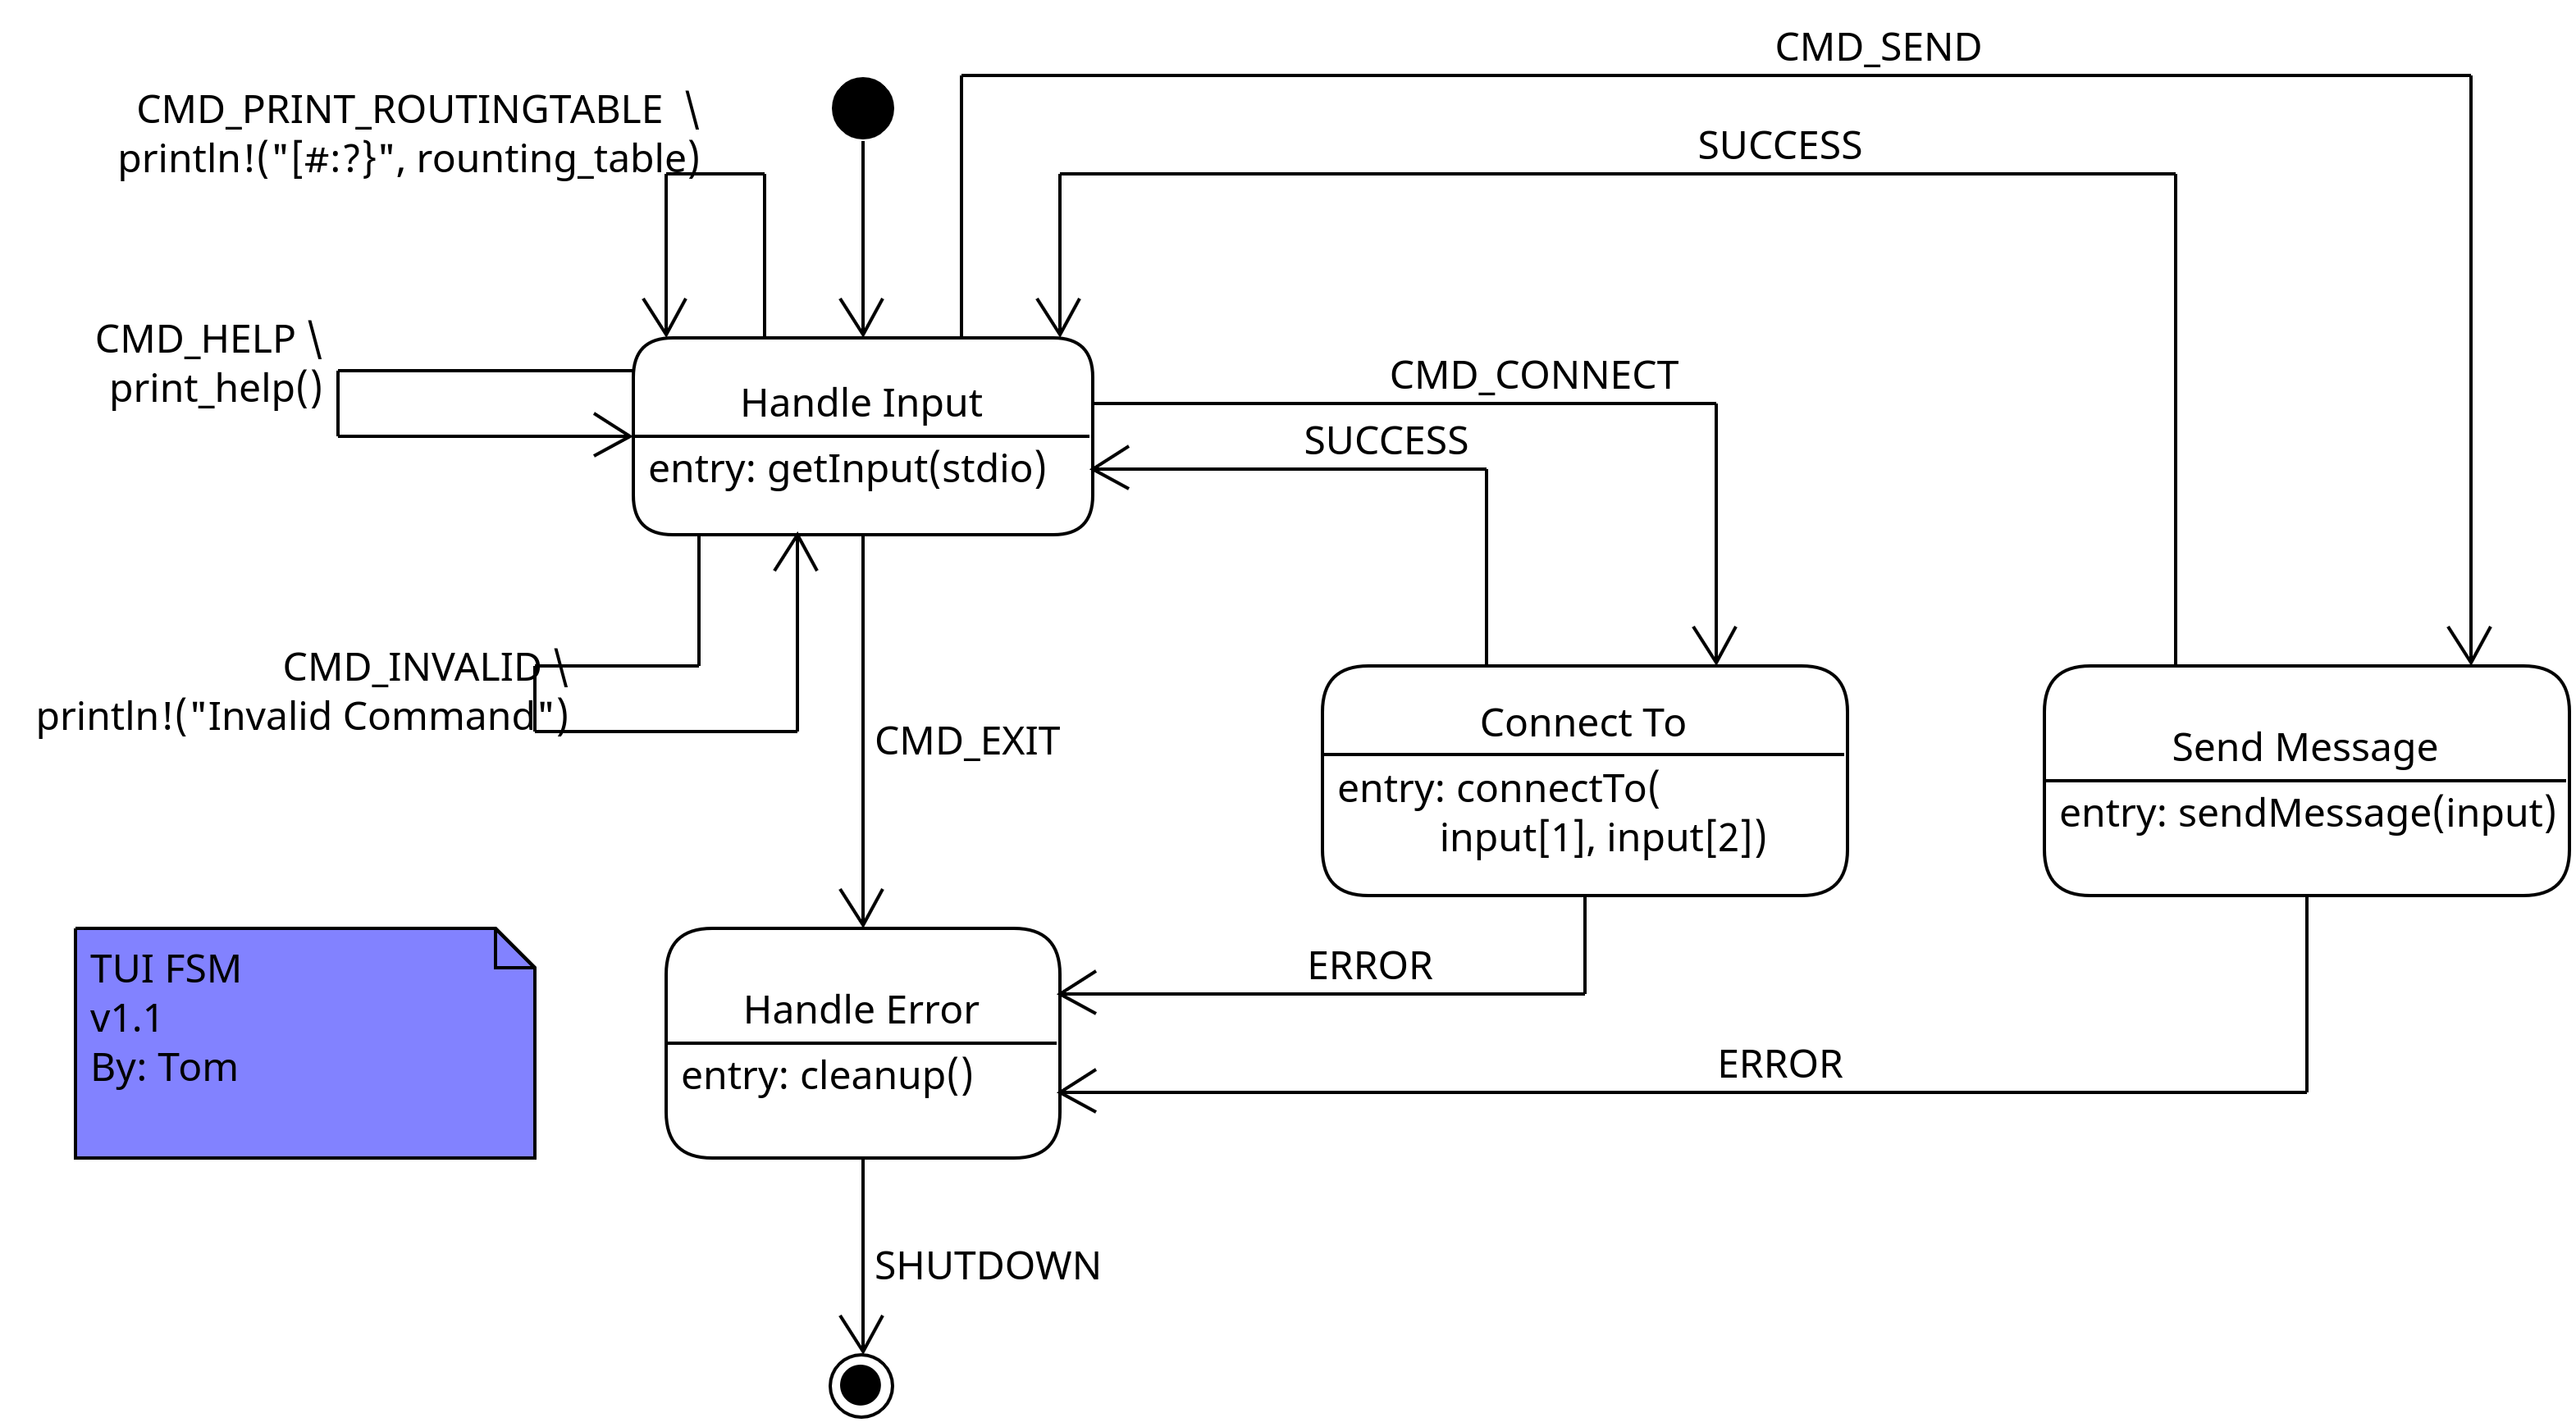 CMD_SEND
CMD_PRINT_ROUTINGTABLE \
println!("[#:?}", rounting_table)
SUCCESS
CMD_HELP \
print_help()
Handle Input
entry: getInput(stdio)
CMD_CONNECT
SUCCESS
CMD_INVALID \
println!("Invalid Command")
CMD_EXIT
Connect To
entry: connectTo(
input[1], input[2])
Send Message
entry: sendMessage(input)
TUI FSM
v1.1
By: Tom
Handle Error
entry: cleanup()
ERROR
ERROR
SHUTDOWN